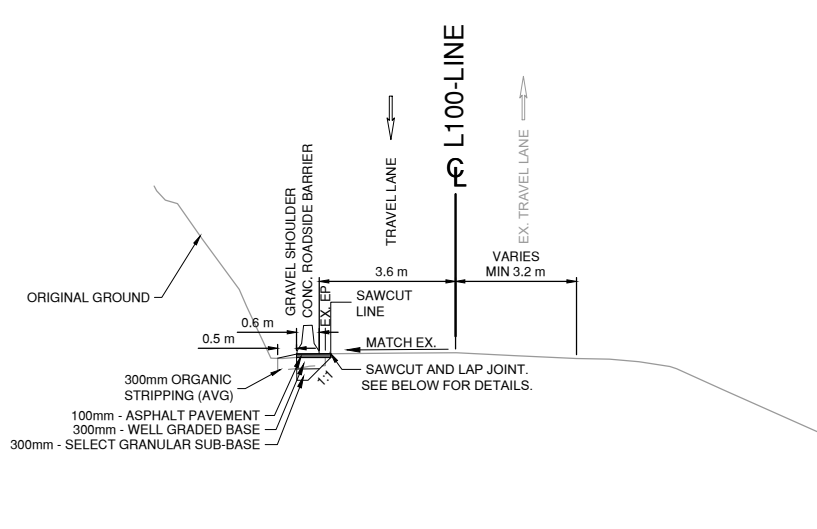 ℄ L100-LINE
TRAVEL LANE
EX. TRAVEL LANE
GRAVEL SHOULDER
CONC. ROADSIDE BARRIER
VARIES
MIN 3.2 m
3.6 m
ORIGINAL GROUND
EX. EP
SAWCUT
LINE
0.6 m
0.5 m
MATCH EX.
1:1
SAWCUT AND LAP JOINT.
SEE BELOW FOR DETAILS.
300mm ORGANIC
STRIPPING (AVG)
100mm - ASPHALT PAVEMENT
300mm - WELL GRADED BASE
300mm - SELECT GRANULAR SUB-BASE